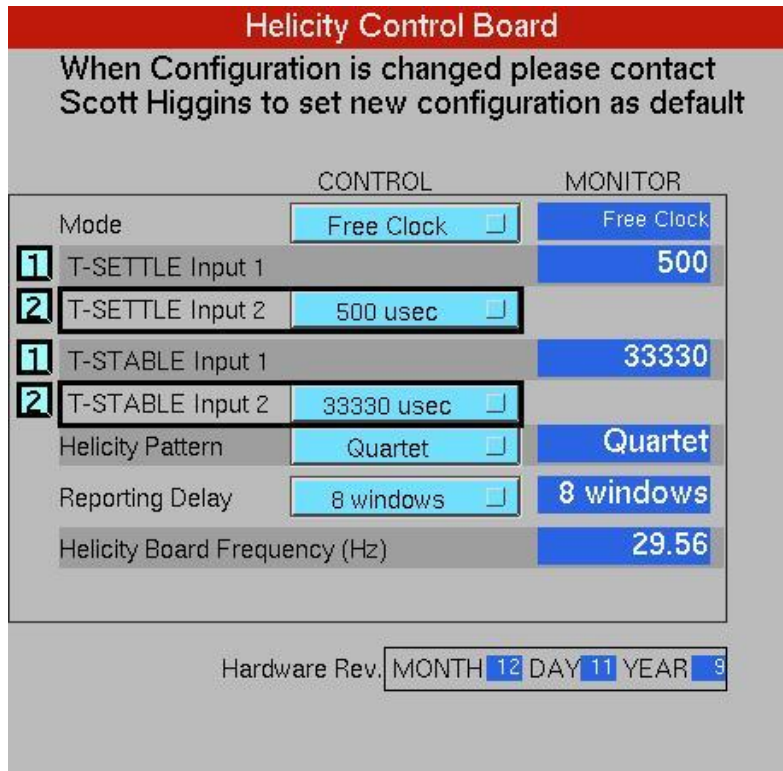 Helicity Control Board
When Configuration is changed please contact
Scott Higgins to set new configuration as default
CONTROL MONITOR
Mode Free Clock Free Clock
1 T-SETTLE Input 1 500
2 T-SETTLE Input 2 500 usec
1 T-STABLE Input 1 33330
2 T-STABLE Input 2 33330 usec
Helicity Pattern Quartet Quartet
Reporting Delay 8 windows 8 windows
Helicity Board Frequency (Hz) 29.56
Hardware Rev. MONTH 12 DAY 11 YEAR 9